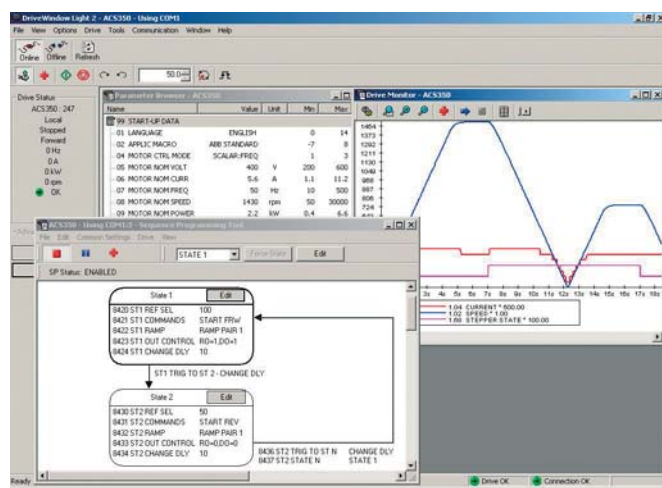 DriveWindow Light 2 - ACS350 - Using COM1
File View Options Drive Tools Communication Window Help
Online Offline Refresh
50.0
Drive Status
ACS350 : 247
Local
Stopped
Forward
0 Hz
0 A
0 kW
0 rpm
OK
Parameter Browser - ACS350
Name Value Unit Min Max
99 START-UP DATA
01 LANGUAGE ENGLISH 0 14
02 APPLIC MACRO ABB STANDARD -7 8
04 MOTOR CTRL MODE SCALAR:FREQ 1 3
05 MOTOR NOM VOLT 400 V 200 600
06 MOTOR NOM CURR 5.6 A 1.1 11.2
07 MOTOR NOM FREQ 50 Hz 10 500
08 MOTOR NOM SPEED 1430 rpm 50 30000
09 MOTOR NOM POWER 2.2 kW 0.4 6.6
Drive Monitor - ACS350
1454
1373
1292
1211
1130
1049
968
887
806
724
3s 4s 5s 6s 7s 8s 9s 10s 11s 12s 13s 14s 15s 16s 17s 18s
1.04 CURRENT * 500.00
1.02 SPEED * 1.00
1.68 STEPPER STATE * 100.00
ACS350 - Using COM1:2 - Sequence Programming Tool
File Edit Common Settings Drive View
STATE 1 Force State Edit
SP Status: ENABLED
State 1 Edit
8420 ST1 REF SEL 100
8421 ST1 COMMANDS START FRW
8422 ST1 RAMP RAMP PAIR 1
8423 ST1 OUT CONTROL RO=1,DO=1
8424 ST1 CHANGE DLY 10
ST1 TRIG TO ST 2 - CHANGE DLY
State 2 Edit
8430 ST2 REF SEL 50
8431 ST2 COMMANDS START REV
8432 ST2 RAMP RAMP PAIR 1
8433 ST2 OUT CONTROL RO=0,DO=0
8434 ST2 CHANGE DLY 10
8436 ST2 TRIG TO ST N CHANGE DLY
8437 ST2 STATE N STATE 1
Ready
Drive OK Connection OK